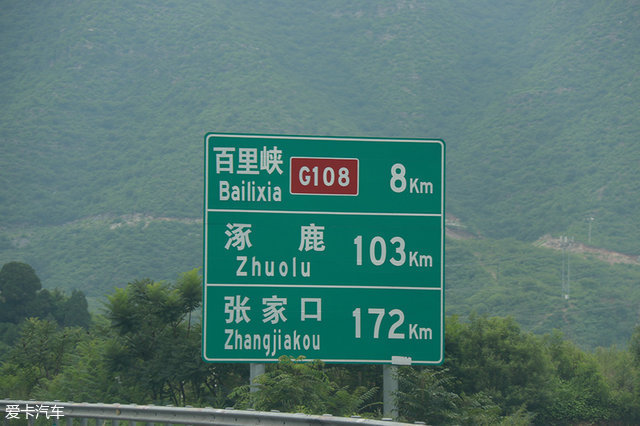 百里峡 G108 8Km
Bailixia
涿 鹿 103Km
Zhuolu
张家口 172Km
Zhangjiakou
爱卡汽车